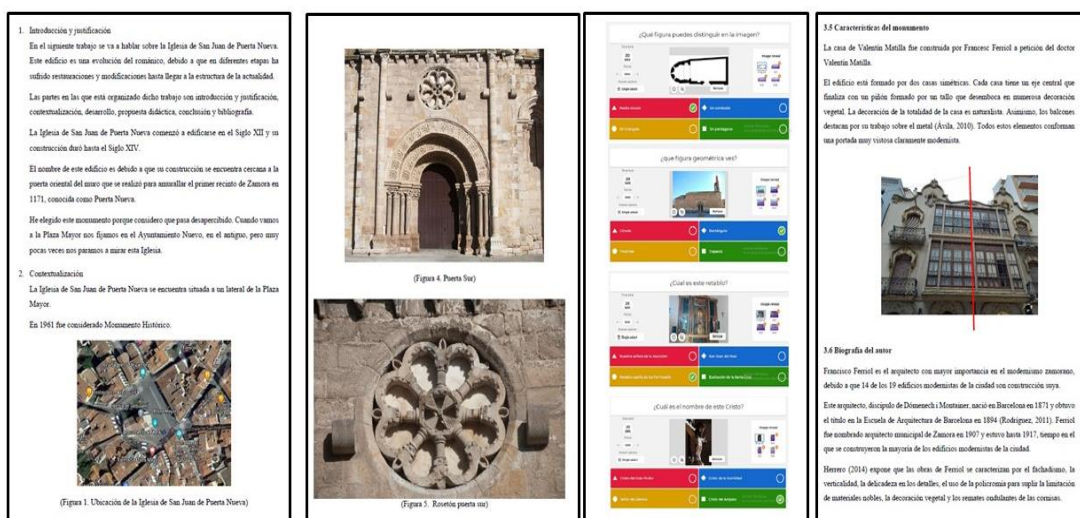 1. Introducción y justificación
En el siguiente trabajo se va a hablar sobre la Iglesia de San Juan de Puerta Nueva.
Este edificio es una evolución del románico, debido a que en diferentes etapas ha
sufrido restauraciones y modificaciones hasta llegar a la estructura de la actualidad.
Las partes en las que está organizado dicho trabajo son introducción y justificación,
contextualización, desarrollo, propuesta didáctica, conclusión y bibliografía.
La Iglesia de San Juan de Puerta Nueva comenzó a edificarse en el Siglo XII y su
construcción duró hasta el Siglo XIV.
El nombre de este edificio es debido a que su construcción se encuentra cercana a la
puerta oriental del muro que se realizó para amurallar el primer recinto de Zamora en
1171, conocida como Puerta Nueva.
He elegido este monumento porque considero que pasa desapercibido. Cuando vamos
a la Plaza Mayor nos fijamos en el Ayuntamiento Nuevo, en el antiguo, pero muy
pocas veces nos paramos a mirar esta Iglesia.
2. Contextualización
La Iglesia de San Juan de Puerta Nueva se encuentra situada a un lateral de la Plaza
Mayor.
En 1961 fue considerado Monumento Histórico.
(Figura 1. Ubicación de la Iglesia de San Juan de Puerta Nueva)
(Figura 4. Puerta Sur)
(Figura 5. Rosetón puerta sur)
¿Qué figura puedes distinguir en la imagen?
¿que figura geométrica ves?
¿Cuál es este retablo?
¿Cuál es el nombre de este Cristo?
3.5 Características del monumento
La casa de Valentín Matilla fue construida por Francesc Ferriol a petición del doctor
Valentín Matilla.
El edificio está formado por dos casas simétricas. Cada casa tiene un eje central que
finaliza con un piñón formado por un tallo que desemboca en numerosa decoración
vegetal. La decoración de la totalidad de la casa es naturalista. Asimismo, los balcones
destacan por su trabajo sobre el metal (Ávila, 2010). Todos estos elementos conforman
una portada muy vistosa claramente modernista.
3.6 Biografía del autor
Francisco Ferriol es el arquitecto con mayor importancia en el modernismo zamorano,
debido a que 14 de los 19 edificios modernistas de la ciudad son construcción suya.
Este arquitecto, discípulo de Dómenech i Montainer, nació en Barcelona en 1871 y obtuvo
el título en la Escuela de Arquitectura de Barcelona en 1894 (Rodríguez, 2011). Ferriol
fue nombrado arquitecto municipal de Zamora en 1907 y estuvo hasta 1917, tiempo en el
que se construyeron la mayoría de los edificios modernistas de la ciudad.
Herrero (2014) expone que las obras de Ferriol se caracterizan por el fachadismo, la
verticalidad, la delicadeza en los detalles, el uso de la policromía para suplir la limitación
de materiales nobles, la decoración vegetal y los remates ondulantes de las cornisas.